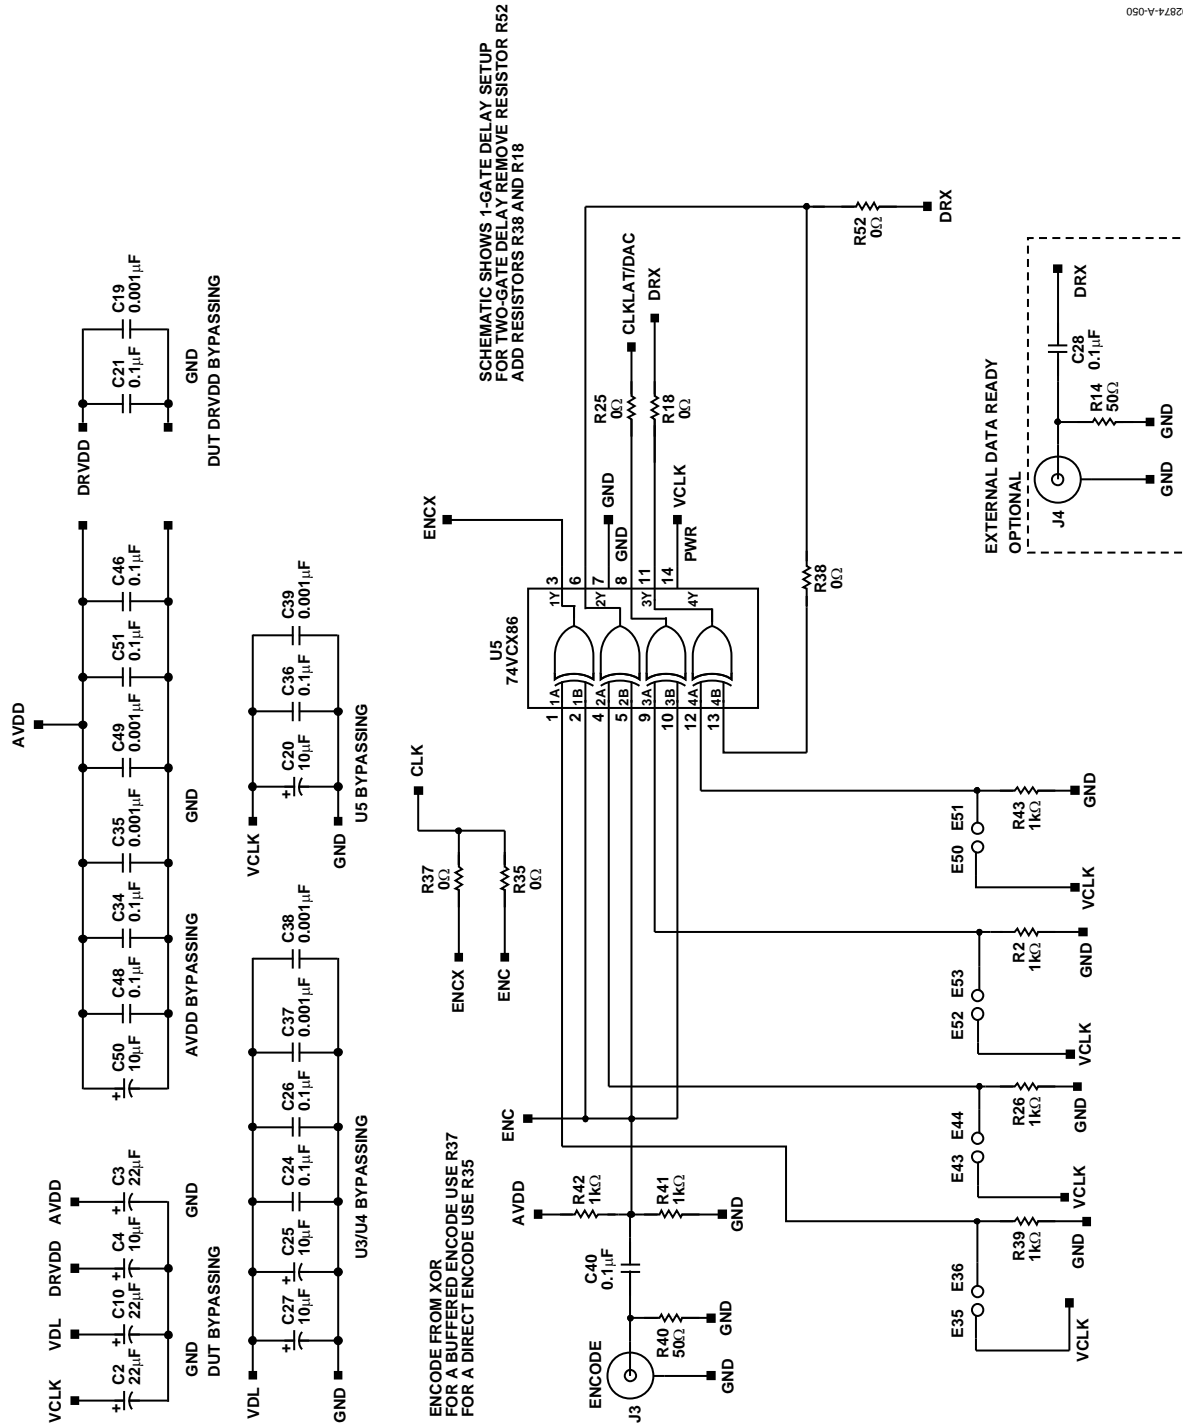 VCLK
VDL
DRVDD
AVDD
C2
22µF
C10
22µF
C4
10µF
C3
22µF
GND
GND
DUT BYPASSING
AVDD
C50
10µF
C48
0.1µF
C34
0.1µF
C35
0.001µF
C49
0.001µF
C51
0.1µF
C46
0.1µF
AVDD BYPASSING
GND
DRVDD
C21
0.1µF
C19
0.001µF
GND
DUT DRVDD BYPASSING
VDL
GND
C27
10µF
C25
10µF
C24
0.1µF
C26
0.1µF
C37
0.001µF
C38
0.001µF
U3/U4 BYPASSING
VCLK
GND
C20
10µF
C36
0.1µF
C39
0.001µF
U5 BYPASSING
ENCODE FROM XOR
FOR A BUFFERED ENCODE USE R37
FOR A DIRECT ENCODE USE R35
ENCX
R37
0Ω
ENC
R35
0Ω
CLK
SCHEMATIC SHOWS 1-GATE DELAY SETUP
FOR TWO-GATE DELAY REMOVE RESISTOR R52
ADD RESISTORS R38 AND R18
ENCODE
J3
R40
50Ω
GND
GND
C40
0.1µF
AVDD
R42
1kΩ
R41
1kΩ
GND
ENC
U5
74VCX86
1
2
4
5
9
10
12
13
1A
1B
2A
2B
3A
3B
4A
4B
1Y
2Y
3Y
4Y
3
6
7
8
11
14
ENCX
GND
GND
PWR
VCLK
R25
0Ω
CLKLAT/DAC
R18
0Ω
DRX
R38
0Ω
R52
0Ω
DRX
E35
E36
R39
1kΩ
GND
VCLK
E43
E44
R26
1kΩ
GND
VCLK
E52
E53
R2
1kΩ
GND
VCLK
E50
E51
R43
1kΩ
GND
VCLK
EXTERNAL DATA READY
OPTIONAL
J4
GND
R14
50Ω
GND
C28
0.1µF
DRX
2874-A-050